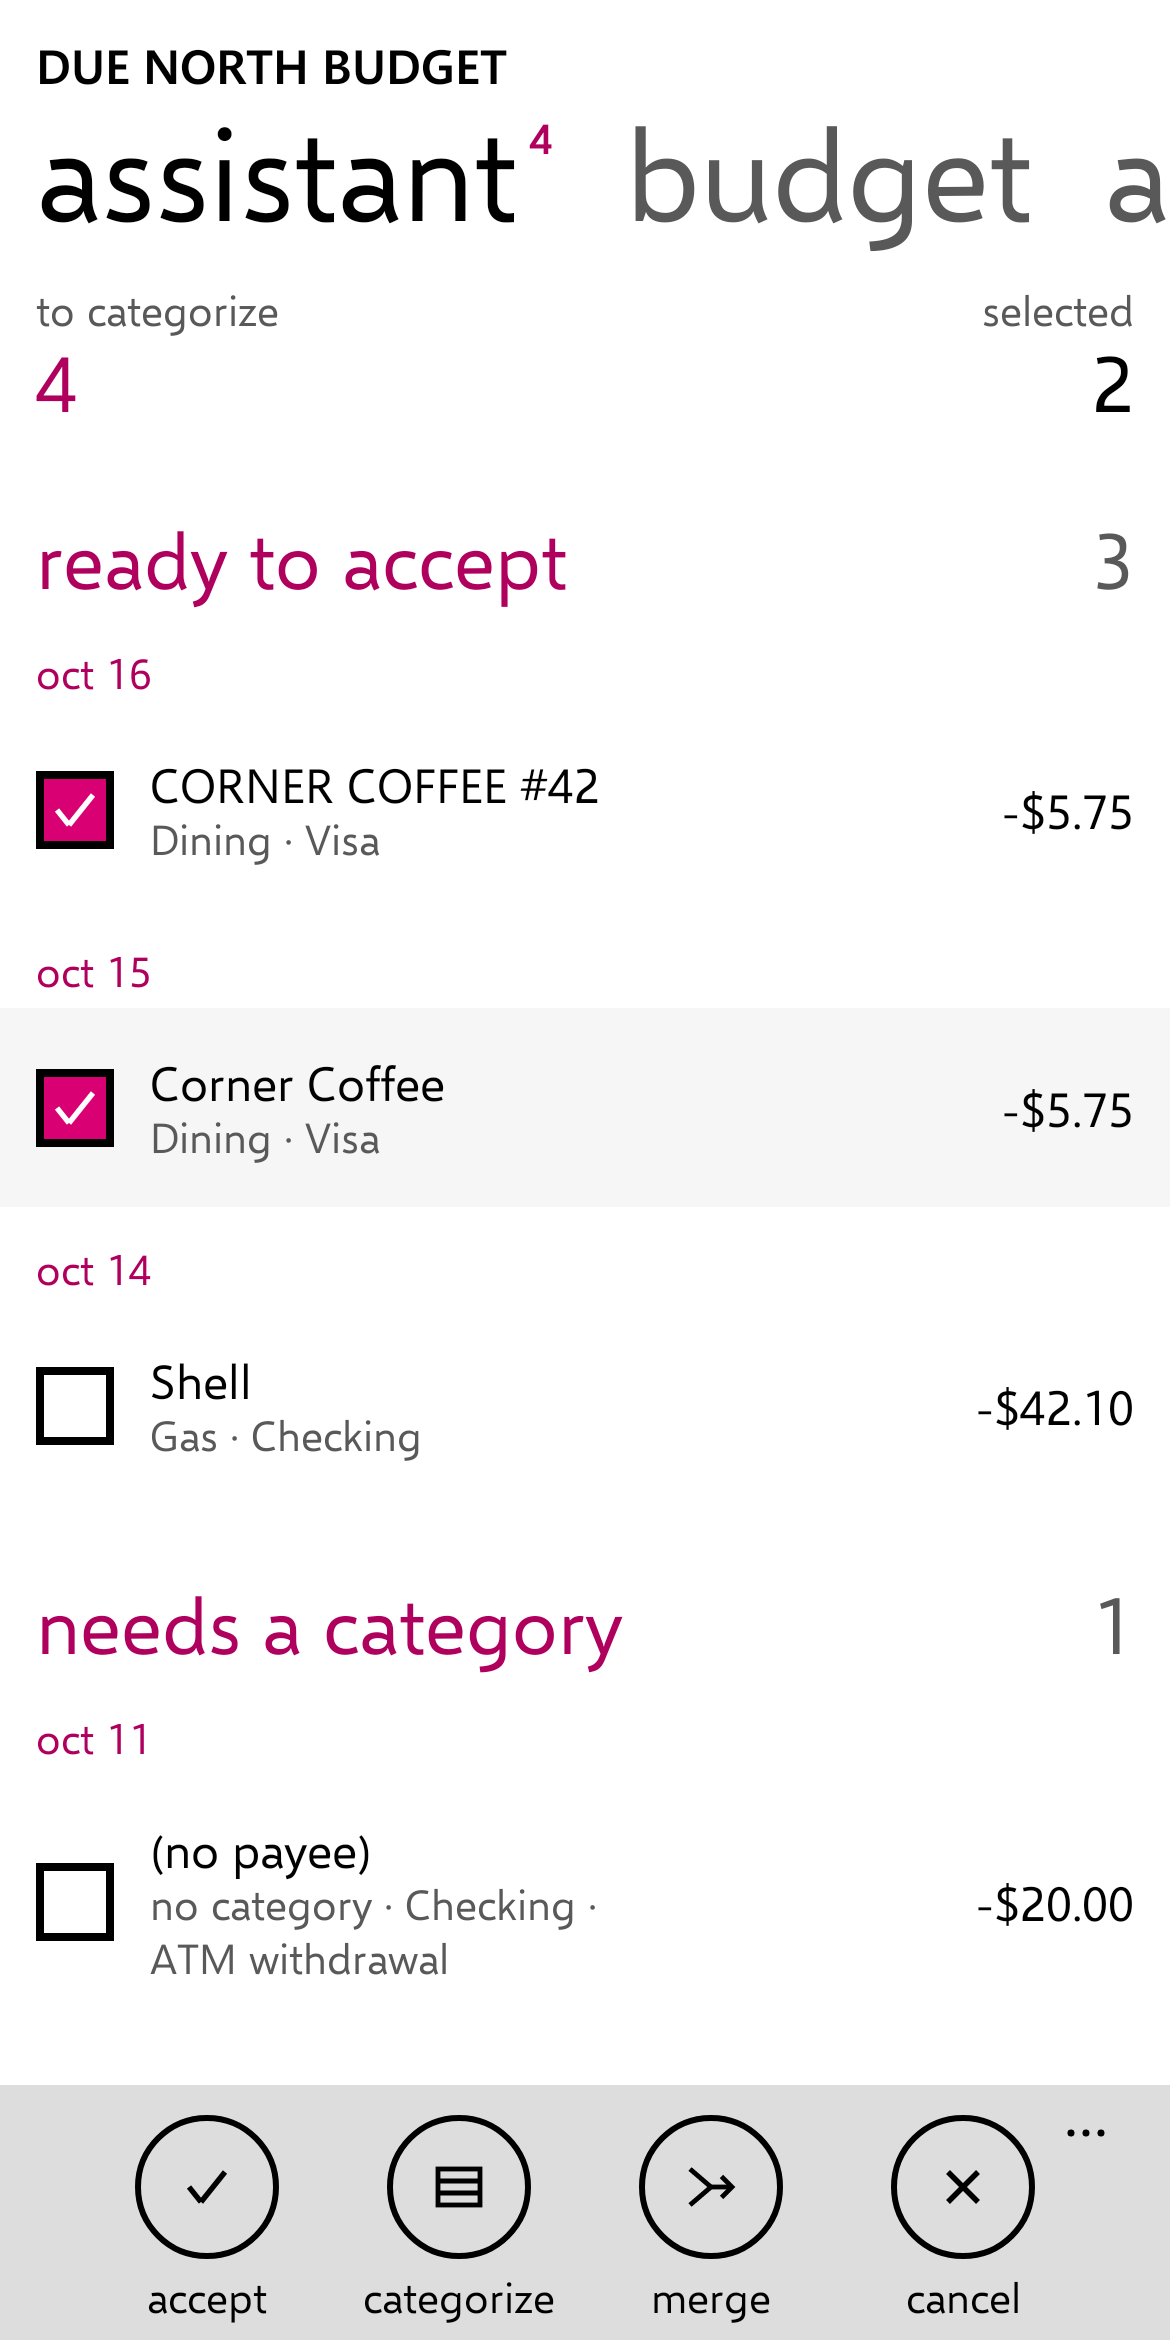 DUE NORTH BUDGET
assistant 4 budget a
to categorize selected
4 2
ready to accept 3
oct 16
CORNER COFFEE #42
Dining · Visa
-$5.75
oct 15
Corner Coffee
Dining · Visa
-$5.75
oct 14
Shell
Gas · Checking
-$42.10
needs a category 1
oct 11
(no payee)
no category · Checking ·
ATM withdrawal
-$20.00
accept categorize merge cancel